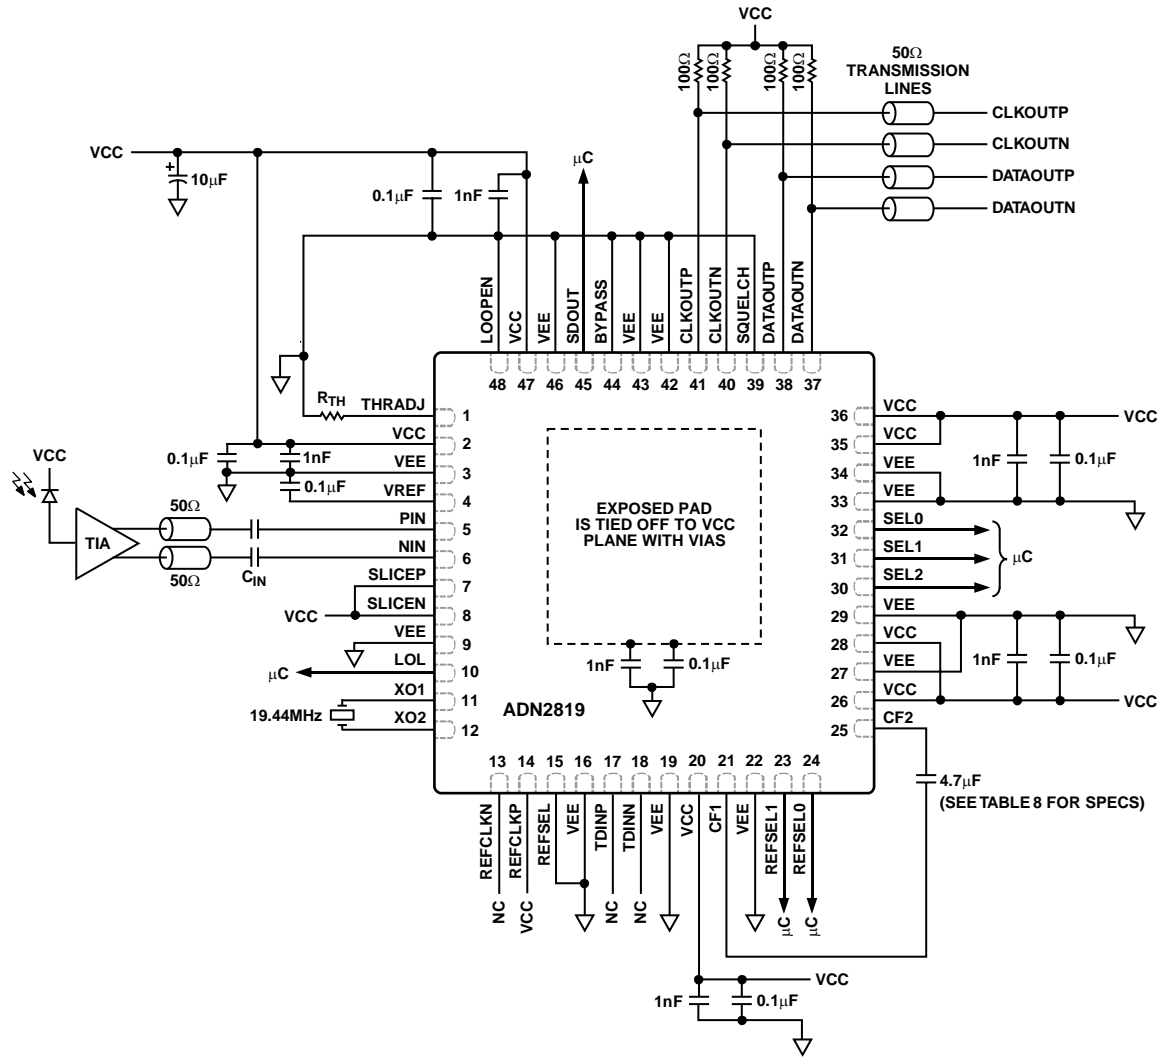 VCC
100Ω
100Ω
100Ω
100Ω
50Ω
TRANSMISSION
LINES
CLKOUTP
CLKOUTN
DATAOUTP
DATAOUTN
VCC
+
10μF
0.1μF
1nF
μC
LOOPEN
VCC
VEE
SDOUT
BYPASS
VEE
VEE
CLKOUTP
CLKOUTN
SQUELCH
DATAOUTP
DATAOUTN
48
47
46
45
44
43
42
41
40
39
38
37
RTH
THRADJ
1
VCC
2
0.1μF
1nF
VEE
3
0.1μF
VREF
4
VCC
TIA
50Ω
PIN
5
NIN
6
50Ω
CIN
SLICEP
7
VCC
SLICEN
8
VEE
9
μC
LOL
10
XO1
11
19.44MHz
XO2
12
EXPOSED PAD
IS TIED OFF TO VCC
PLANE WITH VIAS
1nF
0.1μF
ADN2819
36
VCC
VCC
35
VCC
34
VEE
1nF
0.1μF
33
VEE
32
SEL0
31
SEL1
μC
30
SEL2
29
VEE
28
VCC
27
VEE
1nF
0.1μF
26
VCC
VCC
25
CF2
4.7μF
(SEE TABLE 8 FOR SPECS)
13
14
15
16
17
18
19
20
21
22
23
24
REFCLKN
REFCLKP
REFSEL
VEE
TDINP
TDINN
VEE
VCC
CF1
VEE
REFSEL1
REFSEL0
NC
VCC
NC
NC
μC
μC
VCC
1nF
0.1μF